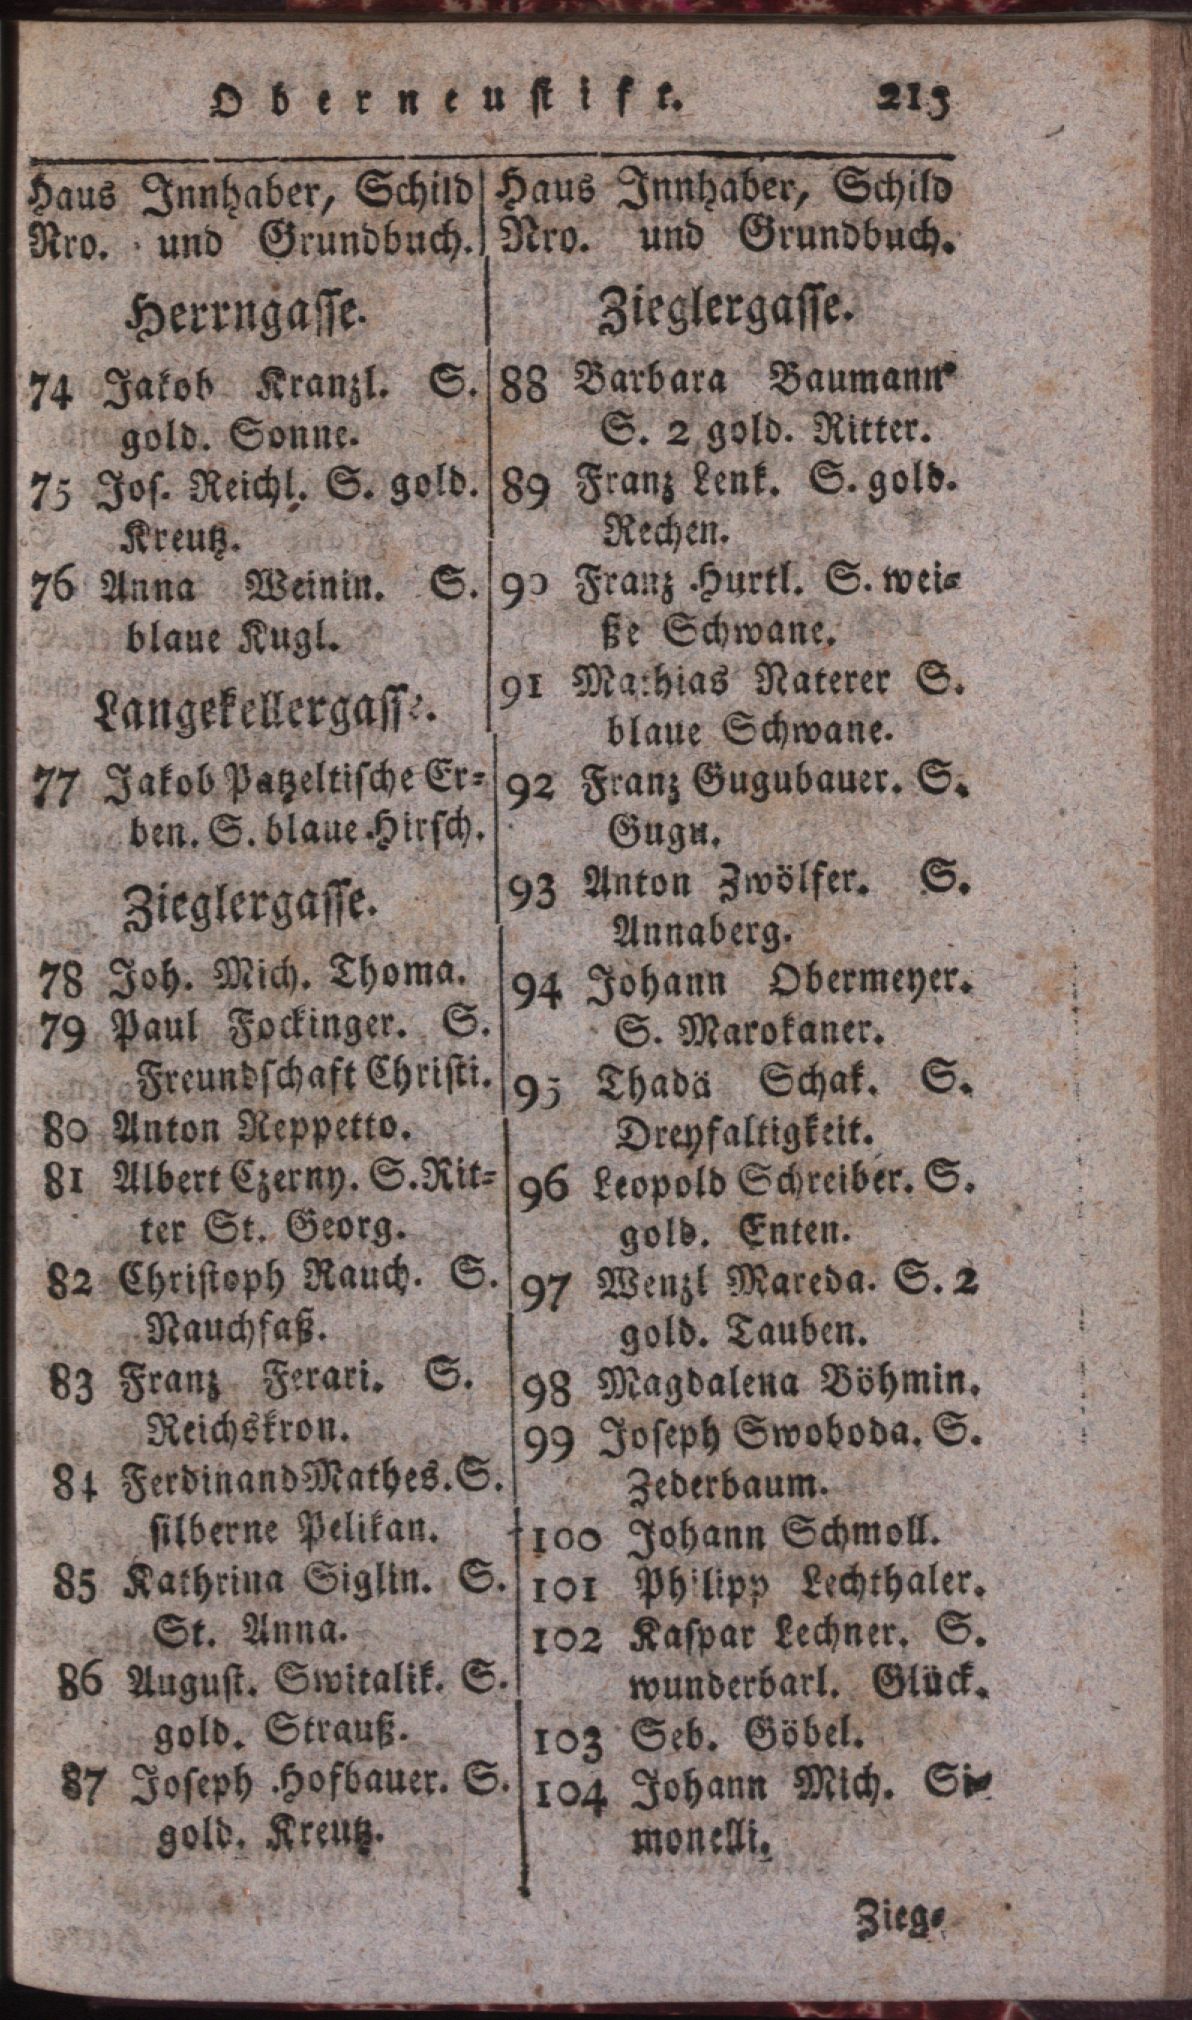 Oberneustift. 215
Haus Innhaber, Schild
Nro. und Grundbuch.
Herrngasse.
74 Jakob Kranzl. S.
gold. Sonne.
75 Jos. Reichl. S. gold.
Kreutz.
76 Anna Weinin. S.
blaue Kugl.
Langekellergasse.
77 Jakob Patzeltische Er-
ben. S. blaue Hirsch.
Zieglergasse.
78 Joh. Mich. Thoma.
79 Paul Fockinger. S.
Freundschaft Christi.
80 Anton Reppetto.
81 Albert Czerny. S. Rit-
ter St. Georg.
82 Christoph Rauch. S.
Rauchfaß.
83 Franz Ferari. S.
Reichskron.
84 Ferdinand Mathes. S.
silberne Pelikan.
85 Kathrina Siglin. S.
St. Anna.
86 August. Switalik. S.
gold. Strauß.
87 Joseph Hofbauer. S.
gold. Kreutz.
Haus Innhaber, Schild
Nro. und Grundbuch.
Zieglergasse.
88 Barbara Baumann
S. 2 gold. Ritter.
89 Franz Lenk. S. gold.
Rechen.
90 Franz Hurtl. S. wei-
ße Schwane.
91 Mathias Naterer S.
blaue Schwane.
92 Franz Gugubauer. S.
Gugu.
93 Anton Zwölfer. S.
Annaberg.
94 Johann Obermeyer.
S. Marokaner.
95 Thadä Schak. S.
Dreyfaltigkeit.
96 Leopold Schreiber. S.
gold. Enten.
97 Wenzl Mareda. S. 2
gold. Tauben.
98 Magdalena Böhmin.
99 Joseph Swoboda. S.
Zederbaum.
100 Johann Schmoll.
101 Philipp Lechthaler.
102 Kaspar Lechner. S.
wunderbarl. Glück.
103 Seb. Göbel.
104 Johann Mich. Si-
monelli.
Zieg-